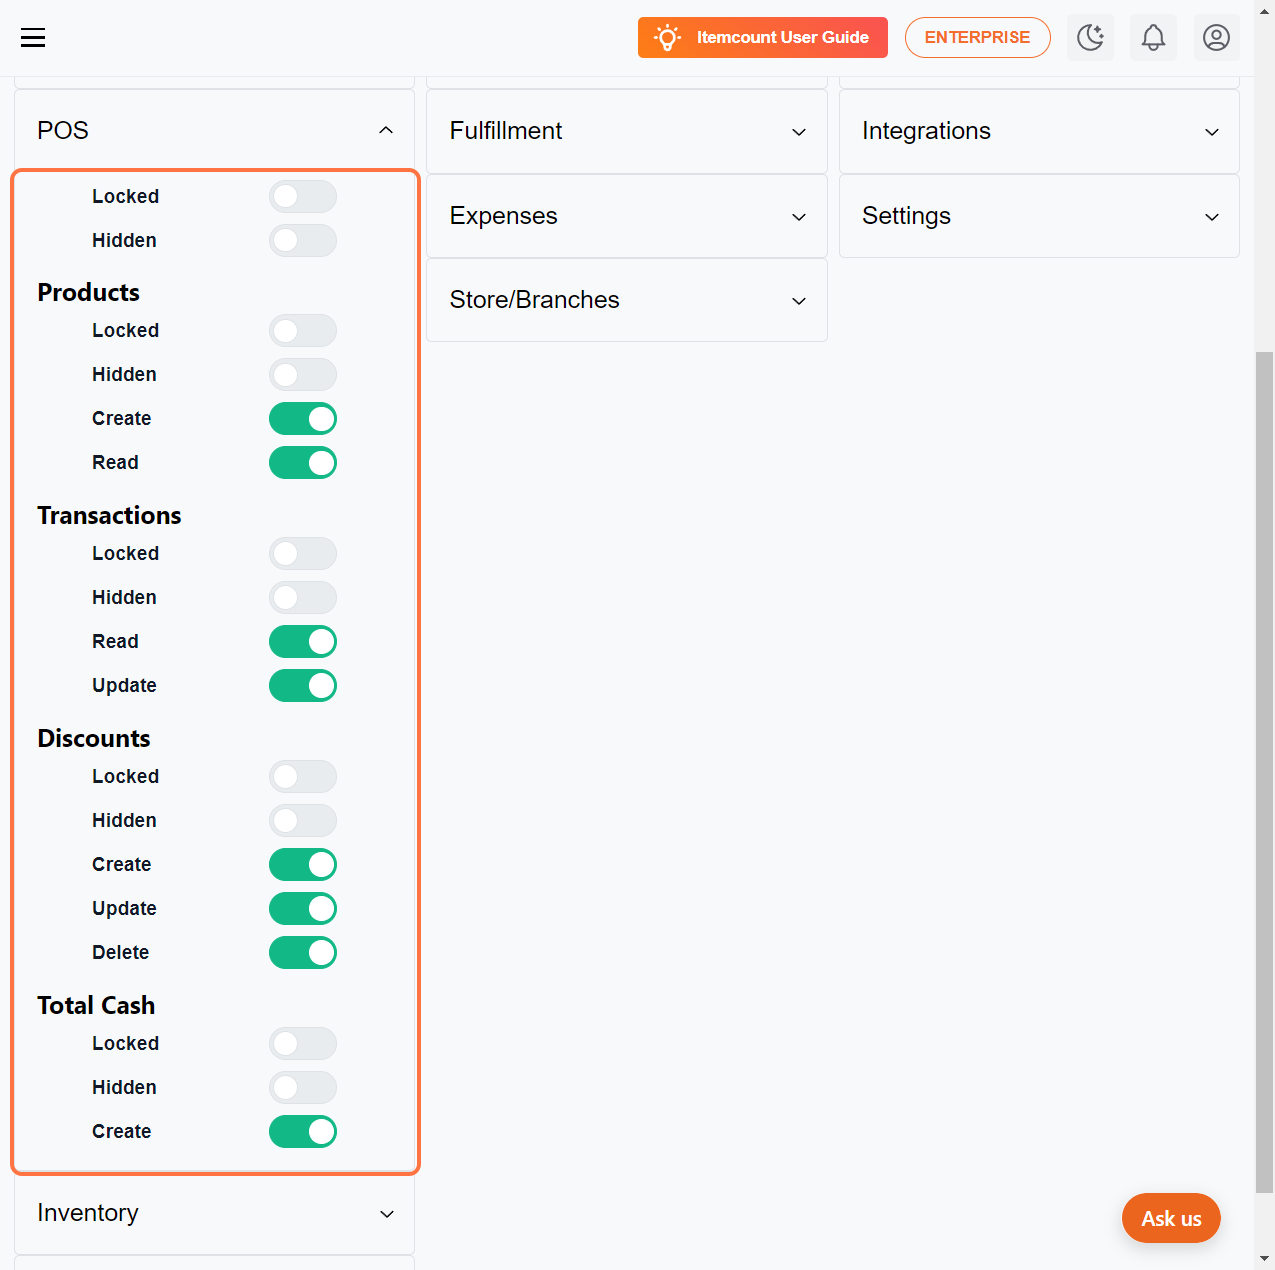 Itemcount User Guide
ENTERPRISE
POS
Locked
Hidden
Products
Locked
Hidden
Create
Read
Transactions
Locked
Hidden
Read
Update
Discounts
Locked
Hidden
Create
Update
Delete
Total Cash
Locked
Hidden
Create
Inventory
Fulfillment
Expenses
Store/Branches
Integrations
Settings
Ask us